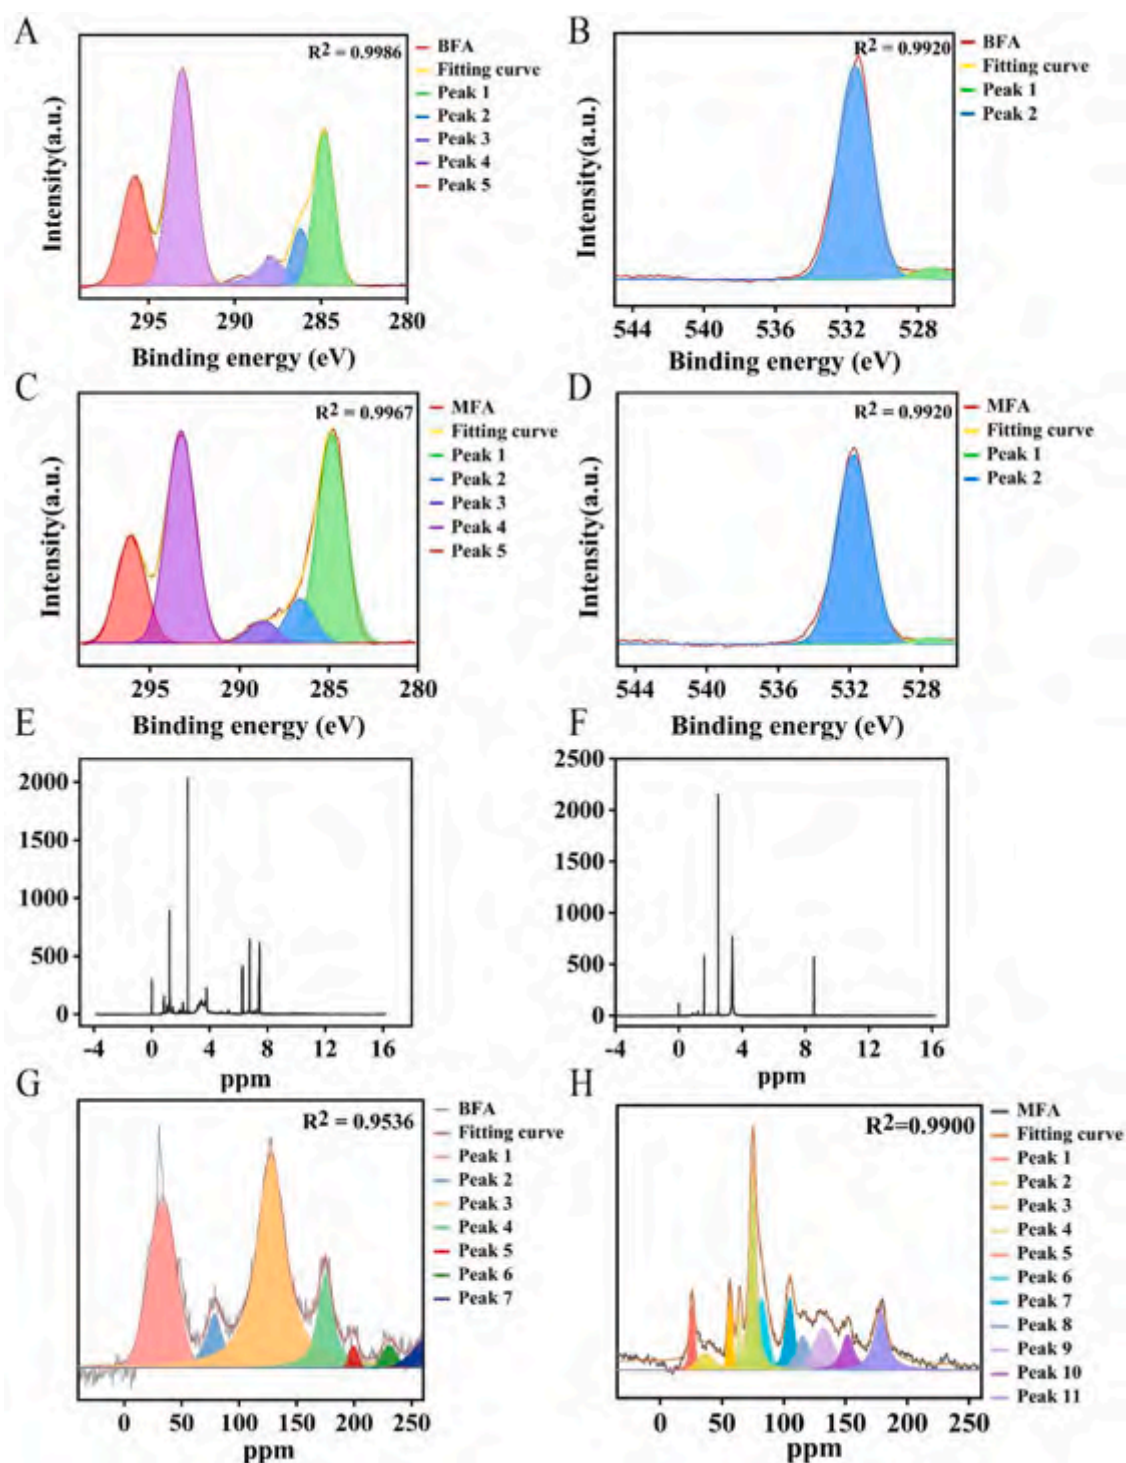 A
R² = 0.9986
BFA
Fitting curve
Peak 1
Peak 2
Peak 3
Peak 4
Peak 5
Intensity(a.u.)
295 290 285 280
Binding energy (eV)
B
R² = 0.9920
BFA
Fitting curve
Peak 1
Peak 2
Intensity(a.u.)
544 540 536 532 528
Binding energy (eV)
C
R² = 0.9967
MFA
Fitting curve
Peak 1
Peak 2
Peak 3
Peak 4
Peak 5
Intensity(a.u.)
295 290 285 280
Binding energy (eV)
D
R² = 0.9920
MFA
Fitting curve
Peak 1
Peak 2
Intensity(a.u.)
544 540 536 532 528
Binding energy (eV)
E
2000
1500
1000
500
0
-4 0 4 8 12 16
ppm
F
2500
2000
1500
1000
500
0
-4 0 4 8 12 16
ppm
G
R² = 0.9536
BFA
Fitting curve
Peak 1
Peak 2
Peak 3
Peak 4
Peak 5
Peak 6
Peak 7
0 50 100 150 200 250
ppm
H
R²=0.9900
MFA
Fitting curve
Peak 1
Peak 2
Peak 3
Peak 4
Peak 5
Peak 6
Peak 7
Peak 8
Peak 9
Peak 10
Peak 11
0 50 100 150 200 250
ppm